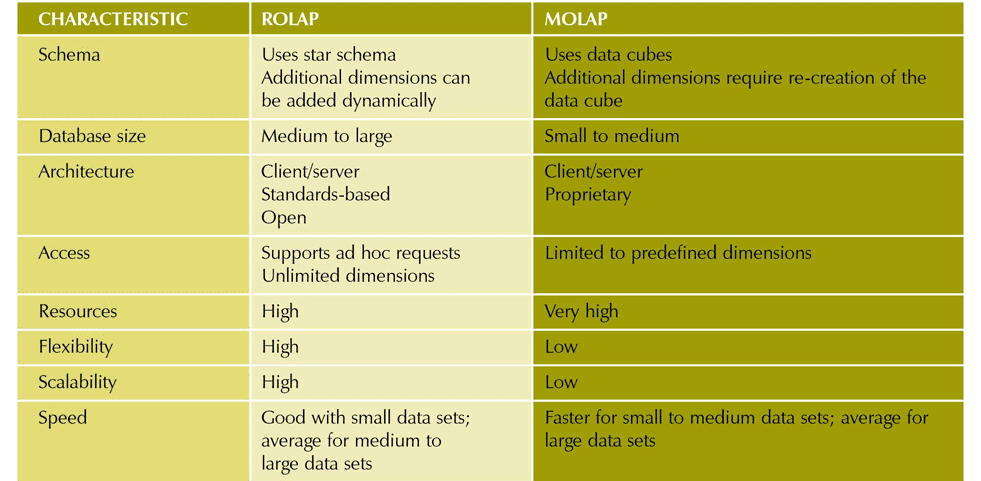 CHARACTERISTIC ROLAP MOLAP
Schema Uses star schema Uses data cubes
Additional dimensions can Additional dimensions require re-creation of the
be added dynamically data cube
Database size Medium to large Small to medium
Architecture Client/server Client/server
Standards-based Proprietary
Open
Access Supports ad hoc requests Limited to predefined dimensions
Unlimited dimensions
Resources High Very high
Flexibility High Low
Scalability High Low
Speed Good with small data sets; Faster for small to medium data sets; average for
average for medium to large data sets
large data sets